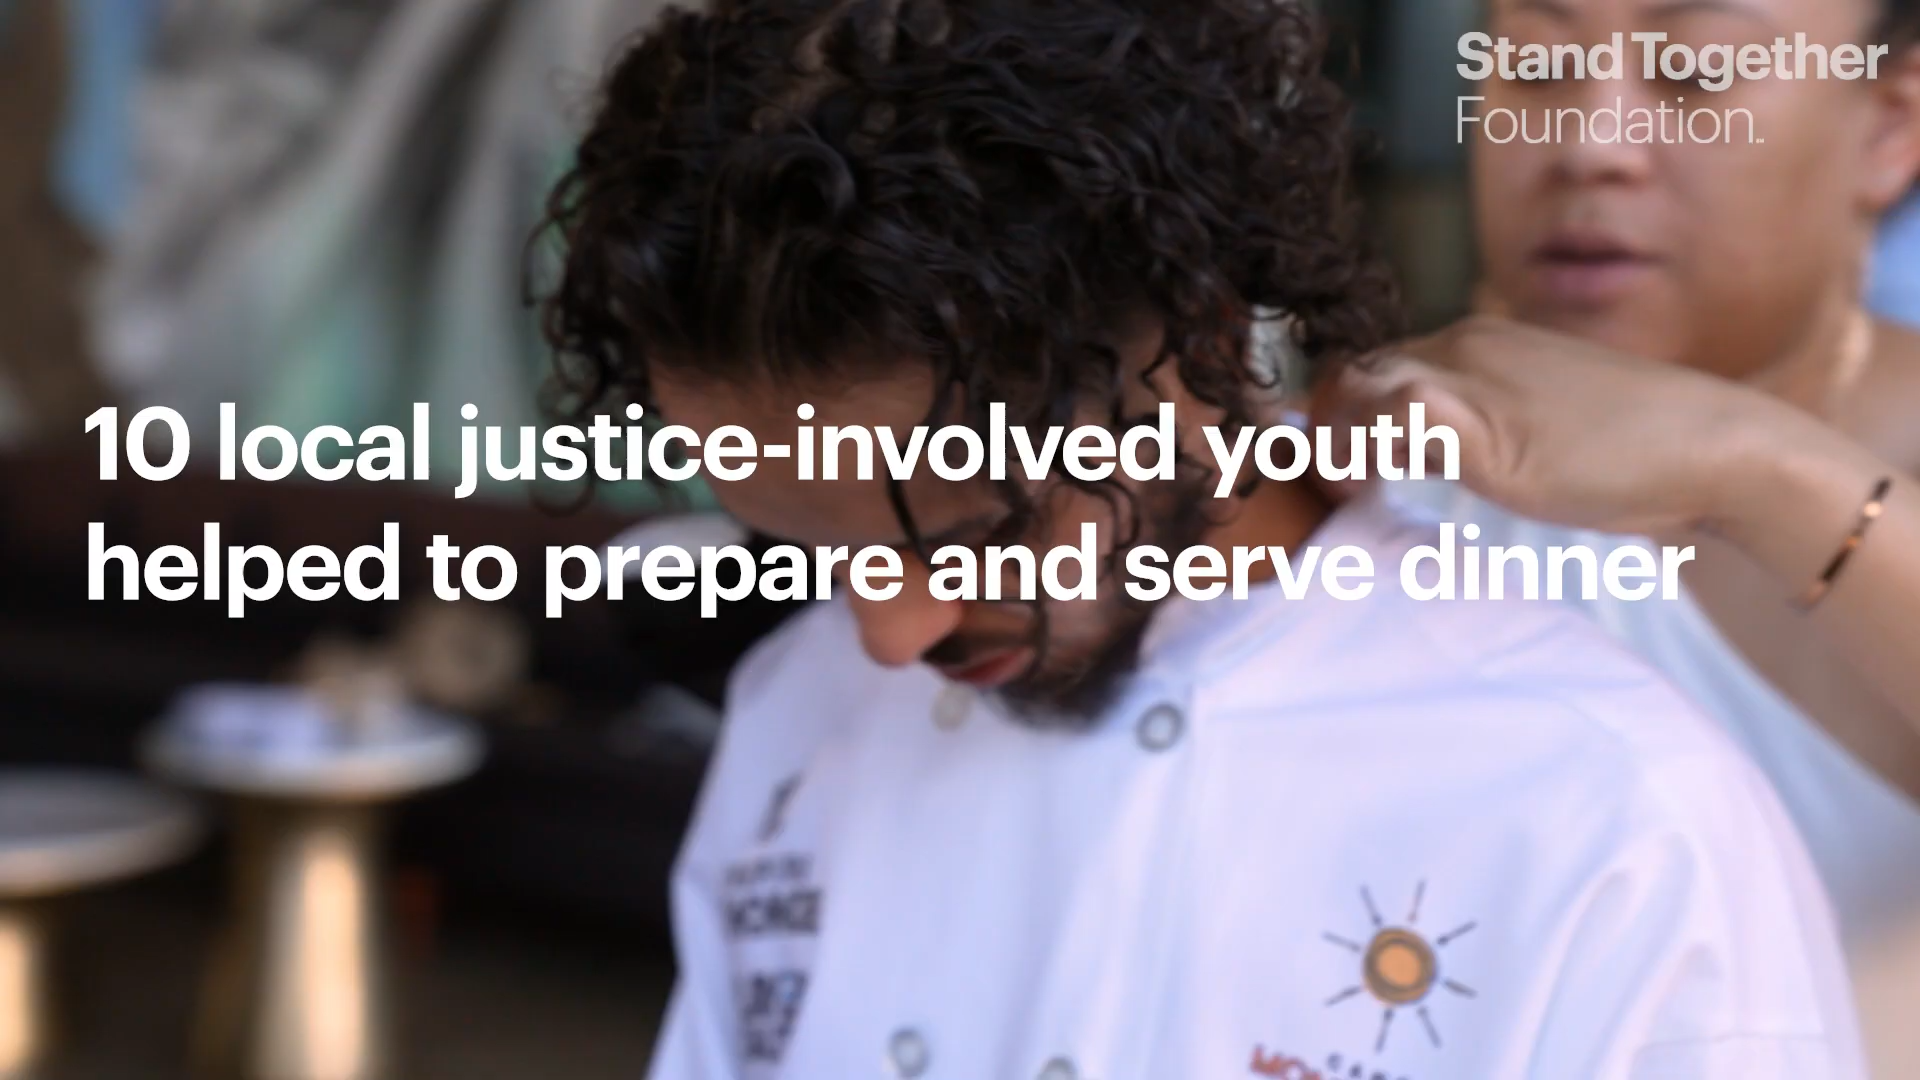 Stand Together
Foundation
10 local justice-involved youth
helped to prepare and serve dinner